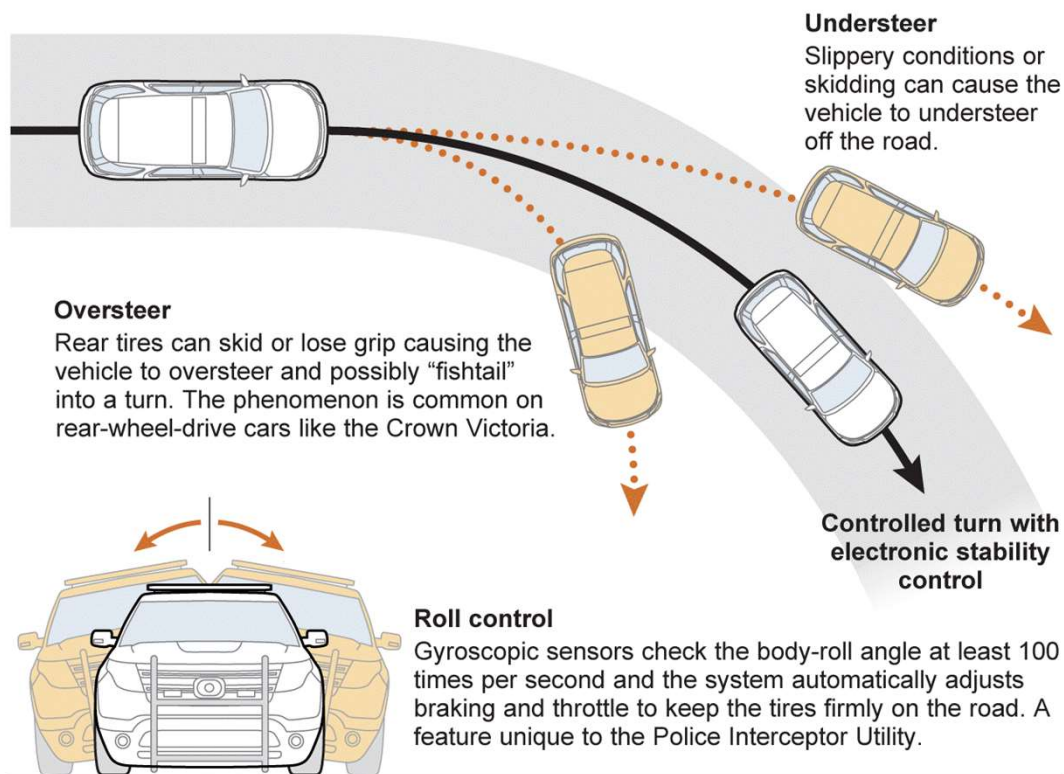 Understeer
Slippery conditions or
skidding can cause the
vehicle to understeer
off the road.
Oversteer
Rear tires can skid or lose grip causing the
vehicle to oversteer and possibly “fishtail”
into a turn. The phenomenon is common on
rear-wheel-drive cars like the Crown Victoria.
Controlled turn with
electronic stability
control
Roll control
Gyroscopic sensors check the body-roll angle at least 100
times per second and the system automatically adjusts
braking and throttle to keep the tires firmly on the road. A
feature unique to the Police Interceptor Utility.